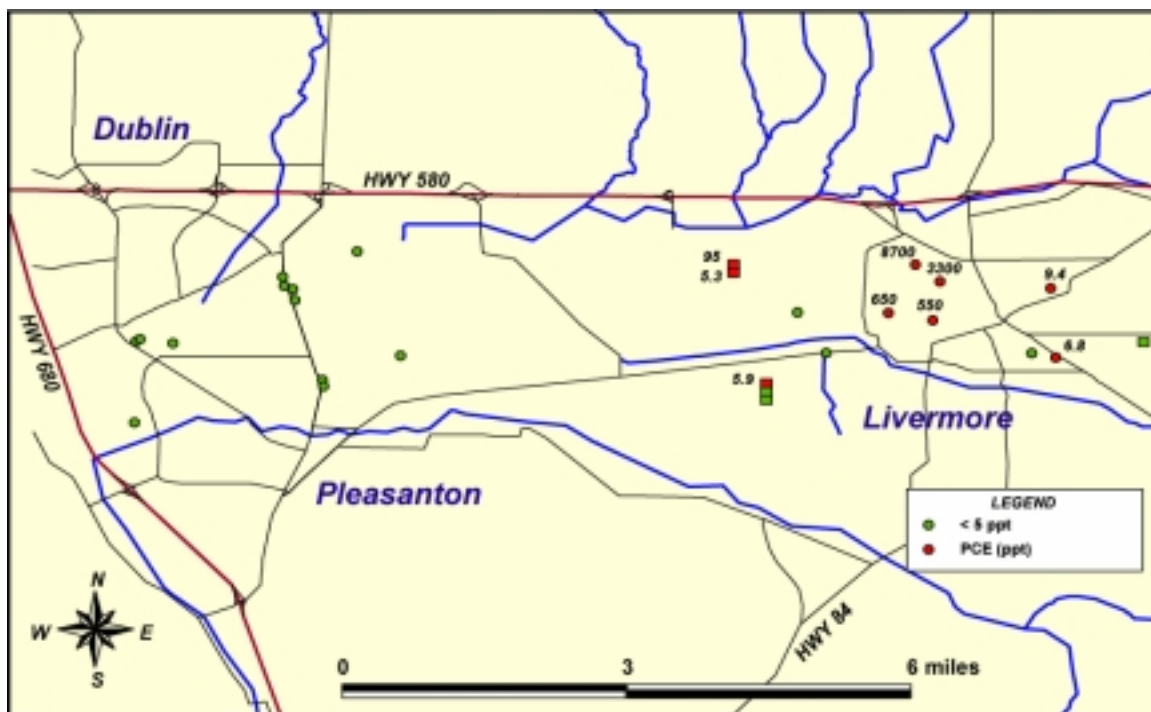 Dublin
HWY 580
8700
95
3300
5.3
9.4
650
550
HWY 680
6.8
5.9
Livermore
Pleasanton
LEGEND
< 5 ppt
PCE (ppt)
N
W
E
S
HWY 84
0
3
6 miles